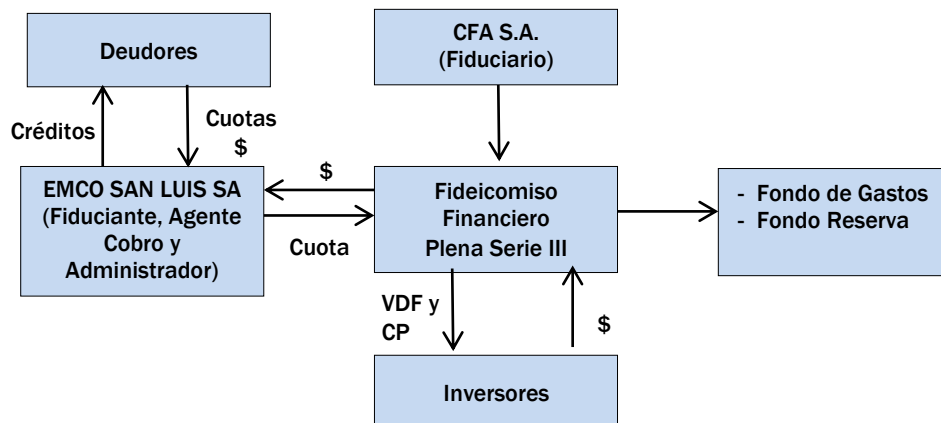 Deudores
CFA S.A.
(Fiduciario)
Créditos
Cuotas
$
EMCO SAN LUIS SA
(Fiduciante, Agente
Cobro y
Administrador)
$
Cuota
Fideicomiso
Financiero
Plena Serie III
- Fondo de Gastos
- Fondo Reserva
VDF y
CP
$
Inversores